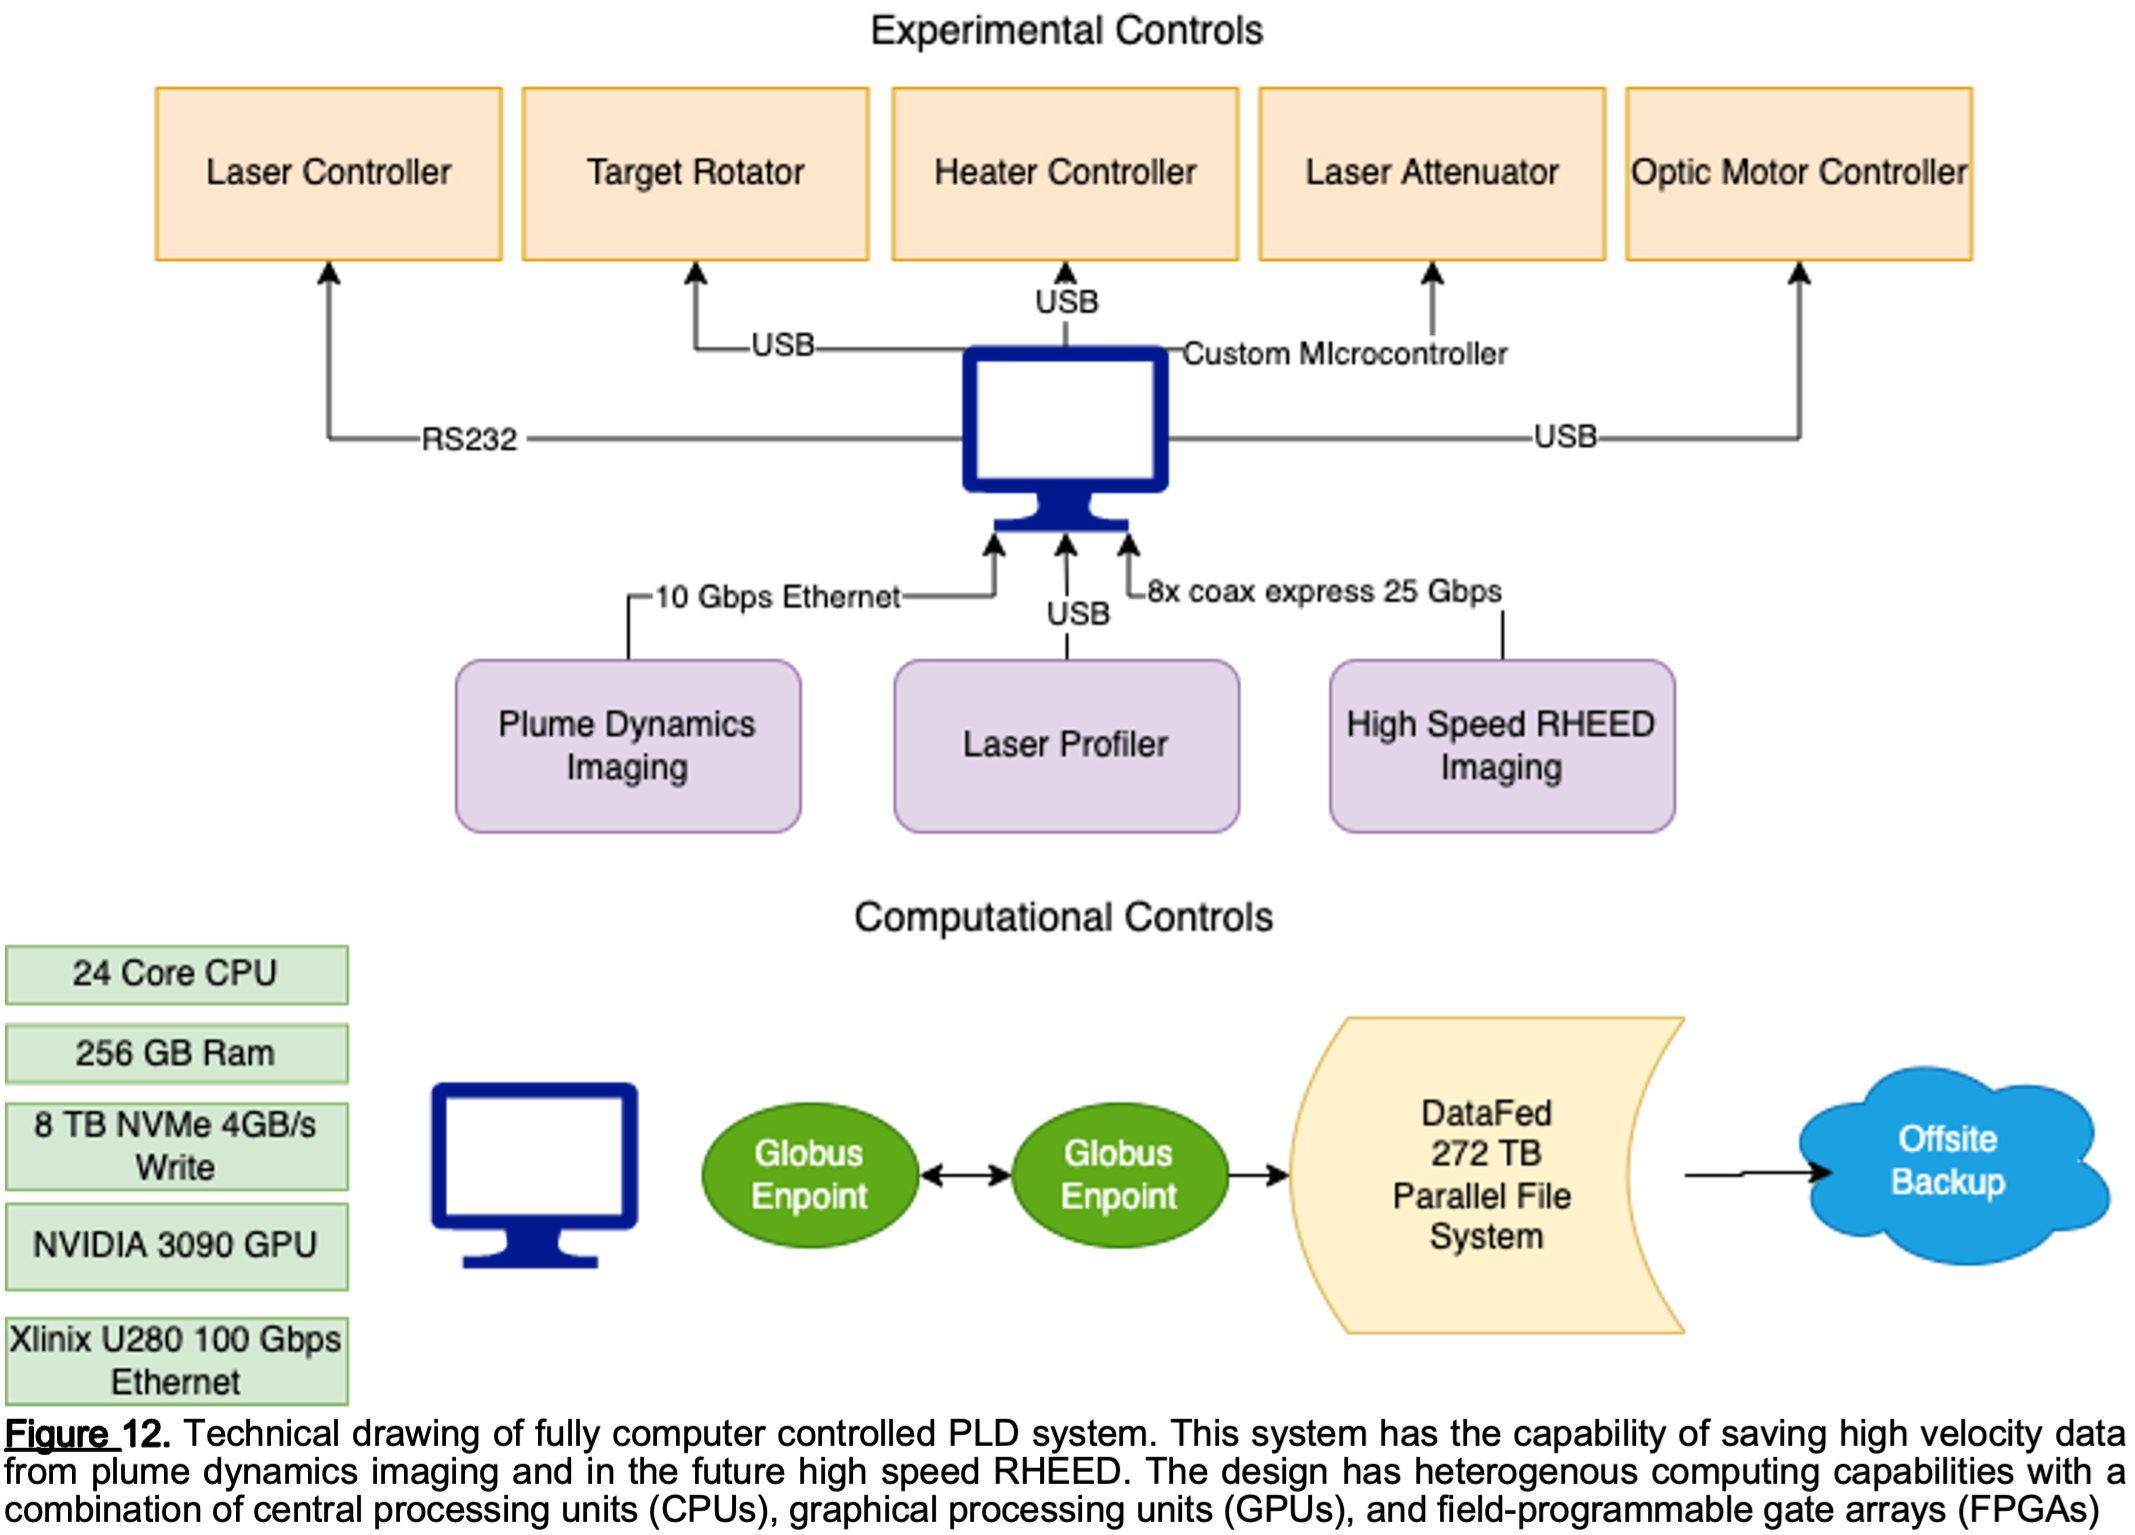 Experimental Controls
Laser Controller
Target Rotator
Heater Controller
Laser Attenuator
Optic Motor Controller
USB
USB
Custom MIcrocontroller
RS232
USB
10 Gbps Ethernet
USB
8x coax express 25 Gbps
Plume Dynamics
Imaging
Laser Profiler
High Speed RHEED
Imaging
Computational Controls
24 Core CPU
256 GB Ram
8 TB NVMe 4GB/s
Write
NVIDIA 3090 GPU
Xlinix U280 100 Gbps
Ethernet
Globus
Enpoint
Globus
Enpoint
DataFed
272 TB
Parallel File
System
Offsite
Backup
Figure 12. Technical drawing of fully computer controlled PLD system. This system has the capability of saving high velocity data
from plume dynamics imaging and in the future high speed RHEED. The design has heterogenous computing capabilities with a
combination of central processing units (CPUs), graphical processing units (GPUs), and field-programmable gate arrays (FPGAs)